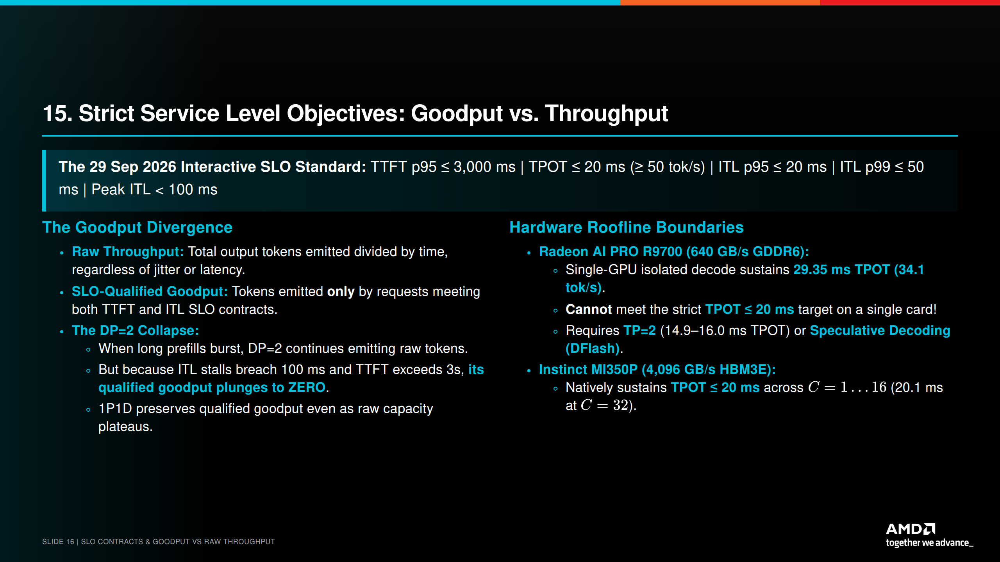 15. Strict Service Level Objectives: Goodput vs. Throughput
The 29 Sep 2026 Interactive SLO Standard: TTFT p95 ≤ 3,000 ms | TPOT ≤ 20 ms (≥ 50 tok/s) | ITL p95 ≤ 20 ms | ITL p99 ≤ 50
ms | Peak ITL < 100 ms
The Goodput Divergence
• Raw Throughput: Total output tokens emitted divided by time,
regardless of jitter or latency.
• SLO-Qualified Goodput: Tokens emitted only by requests meeting
both TTFT and ITL SLO contracts.
• The DP=2 Collapse:
◦ When long prefills burst, DP=2 continues emitting raw tokens.
◦ But because ITL stalls breach 100 ms and TTFT exceeds 3s, its
qualified goodput plunges to ZERO.
◦ 1P1D preserves qualified goodput even as raw capacity
plateaus.
Hardware Roofline Boundaries
• Radeon AI PRO R9700 (640 GB/s GDDR6):
◦ Single-GPU isolated decode sustains 29.35 ms TPOT (34.1
tok/s).
◦ Cannot meet the strict TPOT ≤ 20 ms target on a single card!
◦ Requires TP=2 (14.9–16.0 ms TPOT) or Speculative Decoding
(DFlash).
• Instinct MI350P (4,096 GB/s HBM3E):
◦ Natively sustains TPOT ≤ 20 ms across C = 1 . . . 16 (20.1 ms
at C = 32).
SLIDE 16 | SLO CONTRACTS & GOODPUT VS RAW THROUGHPUT
AMD
together we advance_